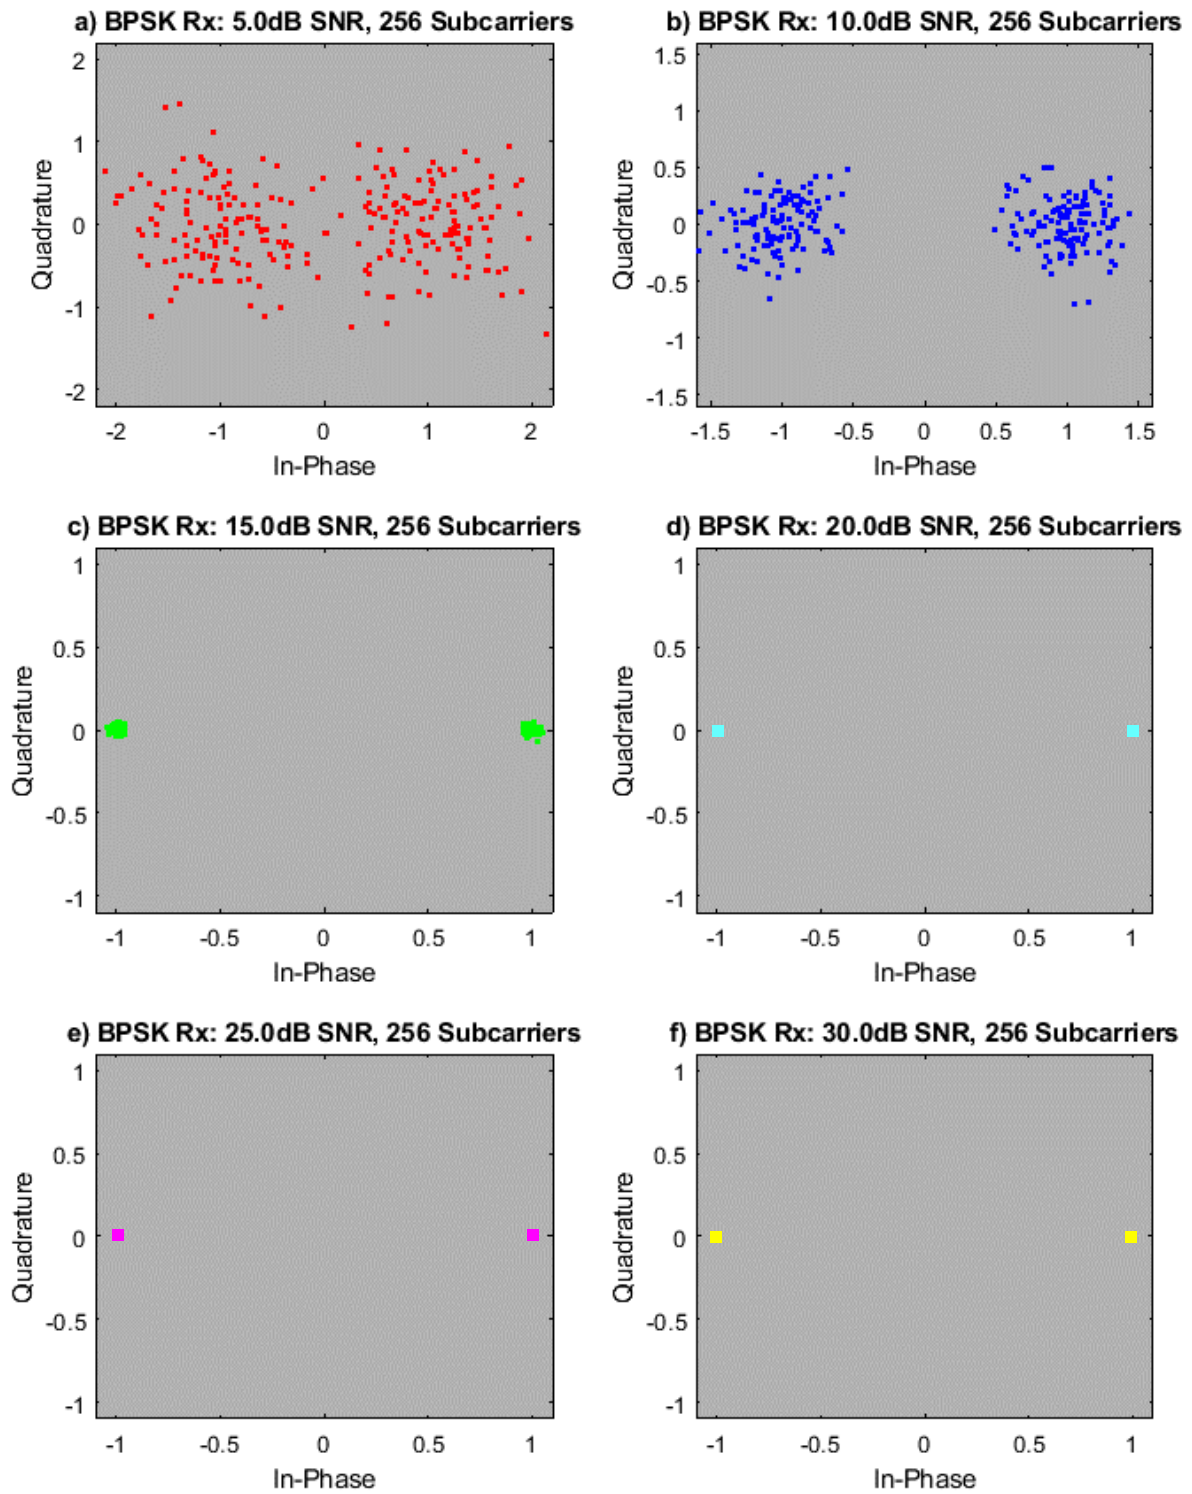 a) BPSK Rx: 5.0dB SNR, 256 Subcarriers
2
1
0
-1
-2
Quadrature
-2 -1 0 1 2
In-Phase
b) BPSK Rx: 10.0dB SNR, 256 Subcarriers
1.5
1
0.5
0
-0.5
-1
-1.5
Quadrature
-1.5 -1 -0.5 0 0.5 1 1.5
In-Phase
c) BPSK Rx: 15.0dB SNR, 256 Subcarriers
1
0.5
0
-0.5
-1
Quadrature
-1 -0.5 0 0.5 1
In-Phase
d) BPSK Rx: 20.0dB SNR, 256 Subcarriers
1
0.5
0
-0.5
-1
Quadrature
-1 -0.5 0 0.5 1
In-Phase
e) BPSK Rx: 25.0dB SNR, 256 Subcarriers
1
0.5
0
-0.5
-1
Quadrature
-1 -0.5 0 0.5 1
In-Phase
f) BPSK Rx: 30.0dB SNR, 256 Subcarriers
1
0.5
0
-0.5
-1
Quadrature
-1 -0.5 0 0.5 1
In-Phase